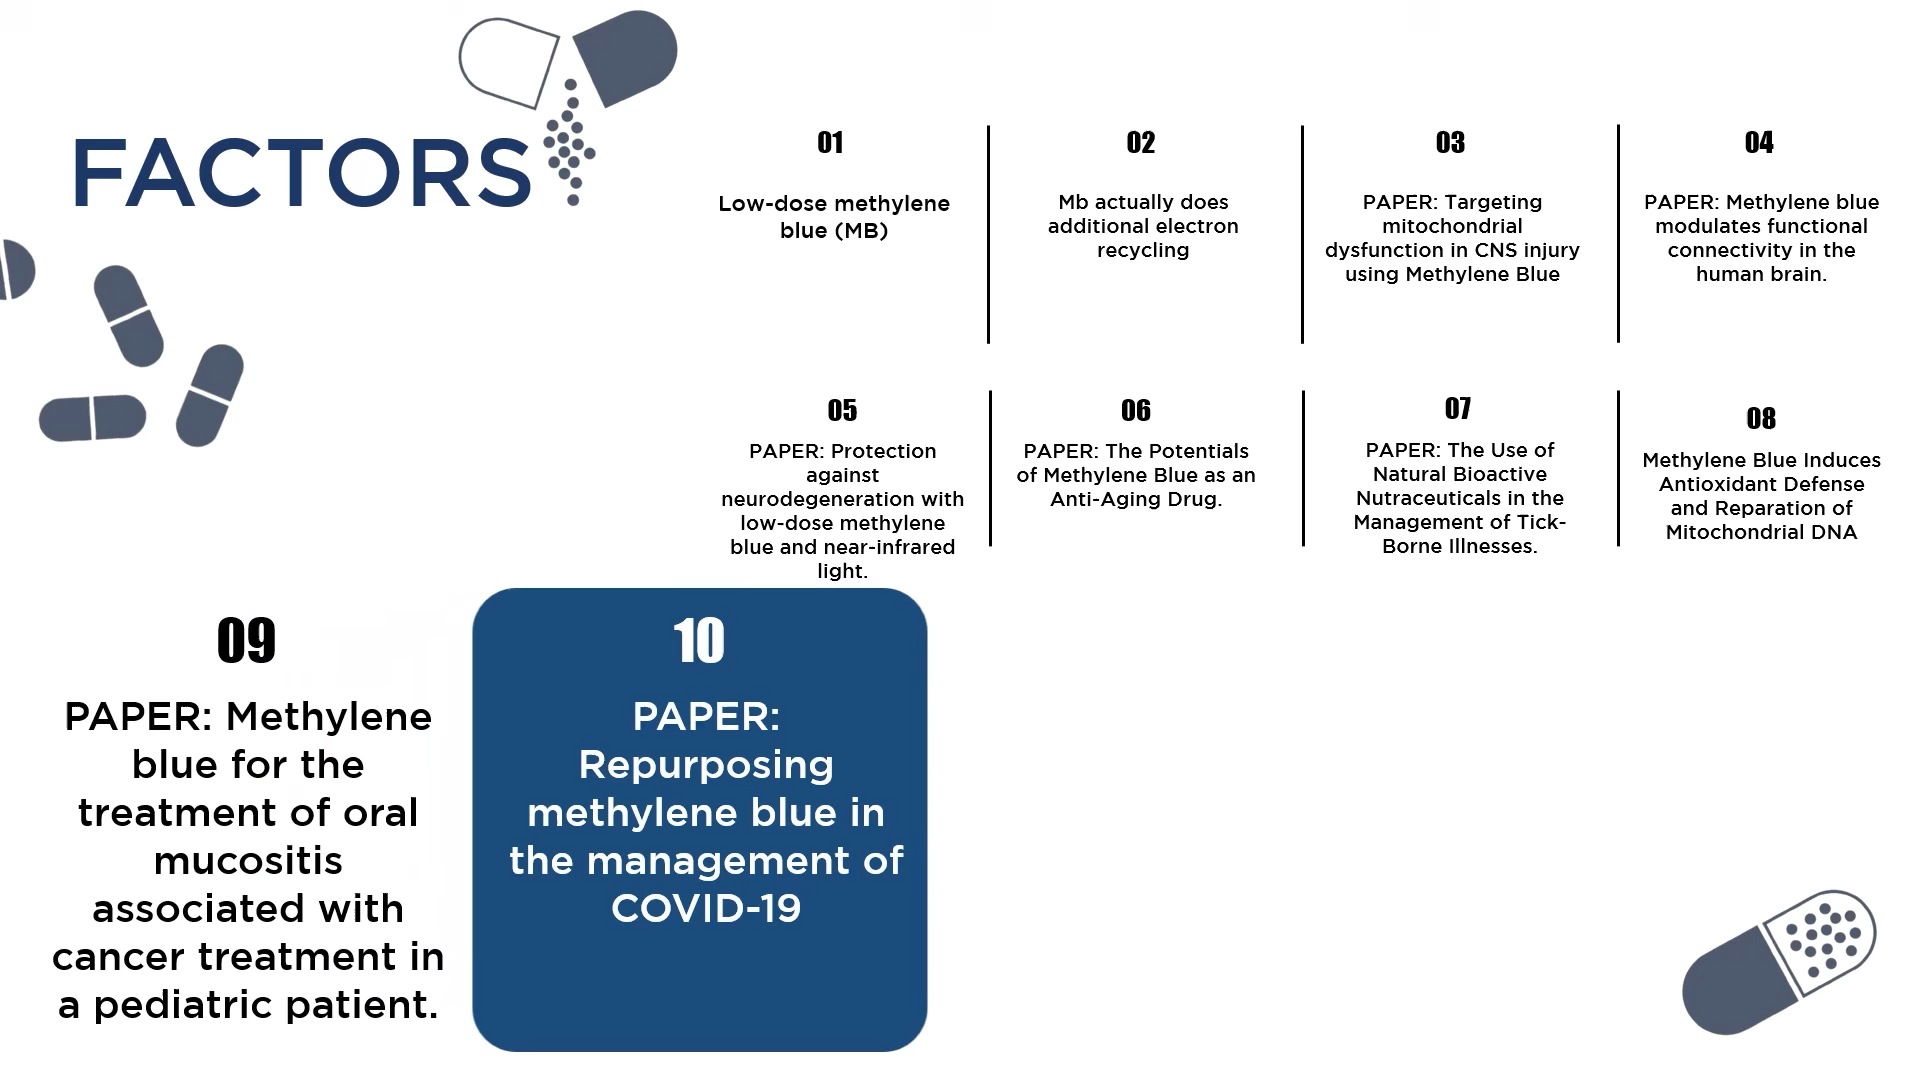 FACTORS
01
Low-dose methylene
blue (MB)
02
Mb actually does
additional electron
recycling
03
PAPER: Targeting
mitochondrial
dysfunction in CNS injury
using Methylene Blue
04
PAPER: Methylene blue
modulates functional
connectivity in the
human brain.
05
PAPER: Protection
against
neurodegeneration with
low-dose methylene
blue and near-infrared
light.
06
PAPER: The Potentials
of Methylene Blue as an
Anti-Aging Drug.
07
PAPER: The Use of
Natural Bioactive
Nutraceuticals in the
Management of Tick-
Borne Illnesses.
08
Methylene Blue Induces
Antioxidant Defense
and Reparation of
Mitochondrial DNA
09
PAPER: Methylene
blue for the
treatment of oral
mucositis
associated with
cancer treatment in
a pediatric patient.
10
PAPER:
Repurposing
methylene blue in
the management of
COVID-19